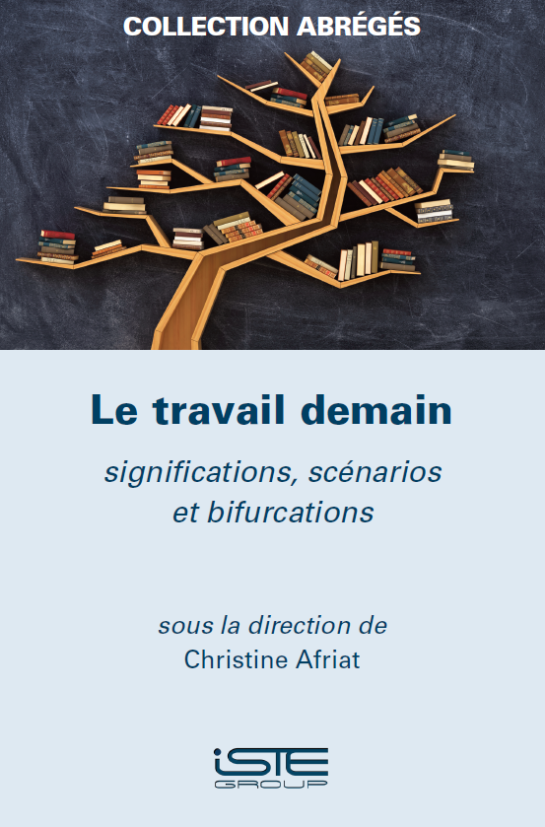 COLLECTION ABRÉGÉS
Le travail demain
significations, scénarios
et bifurcations
sous la direction de
Christine Afriat
iSTE
GROUP